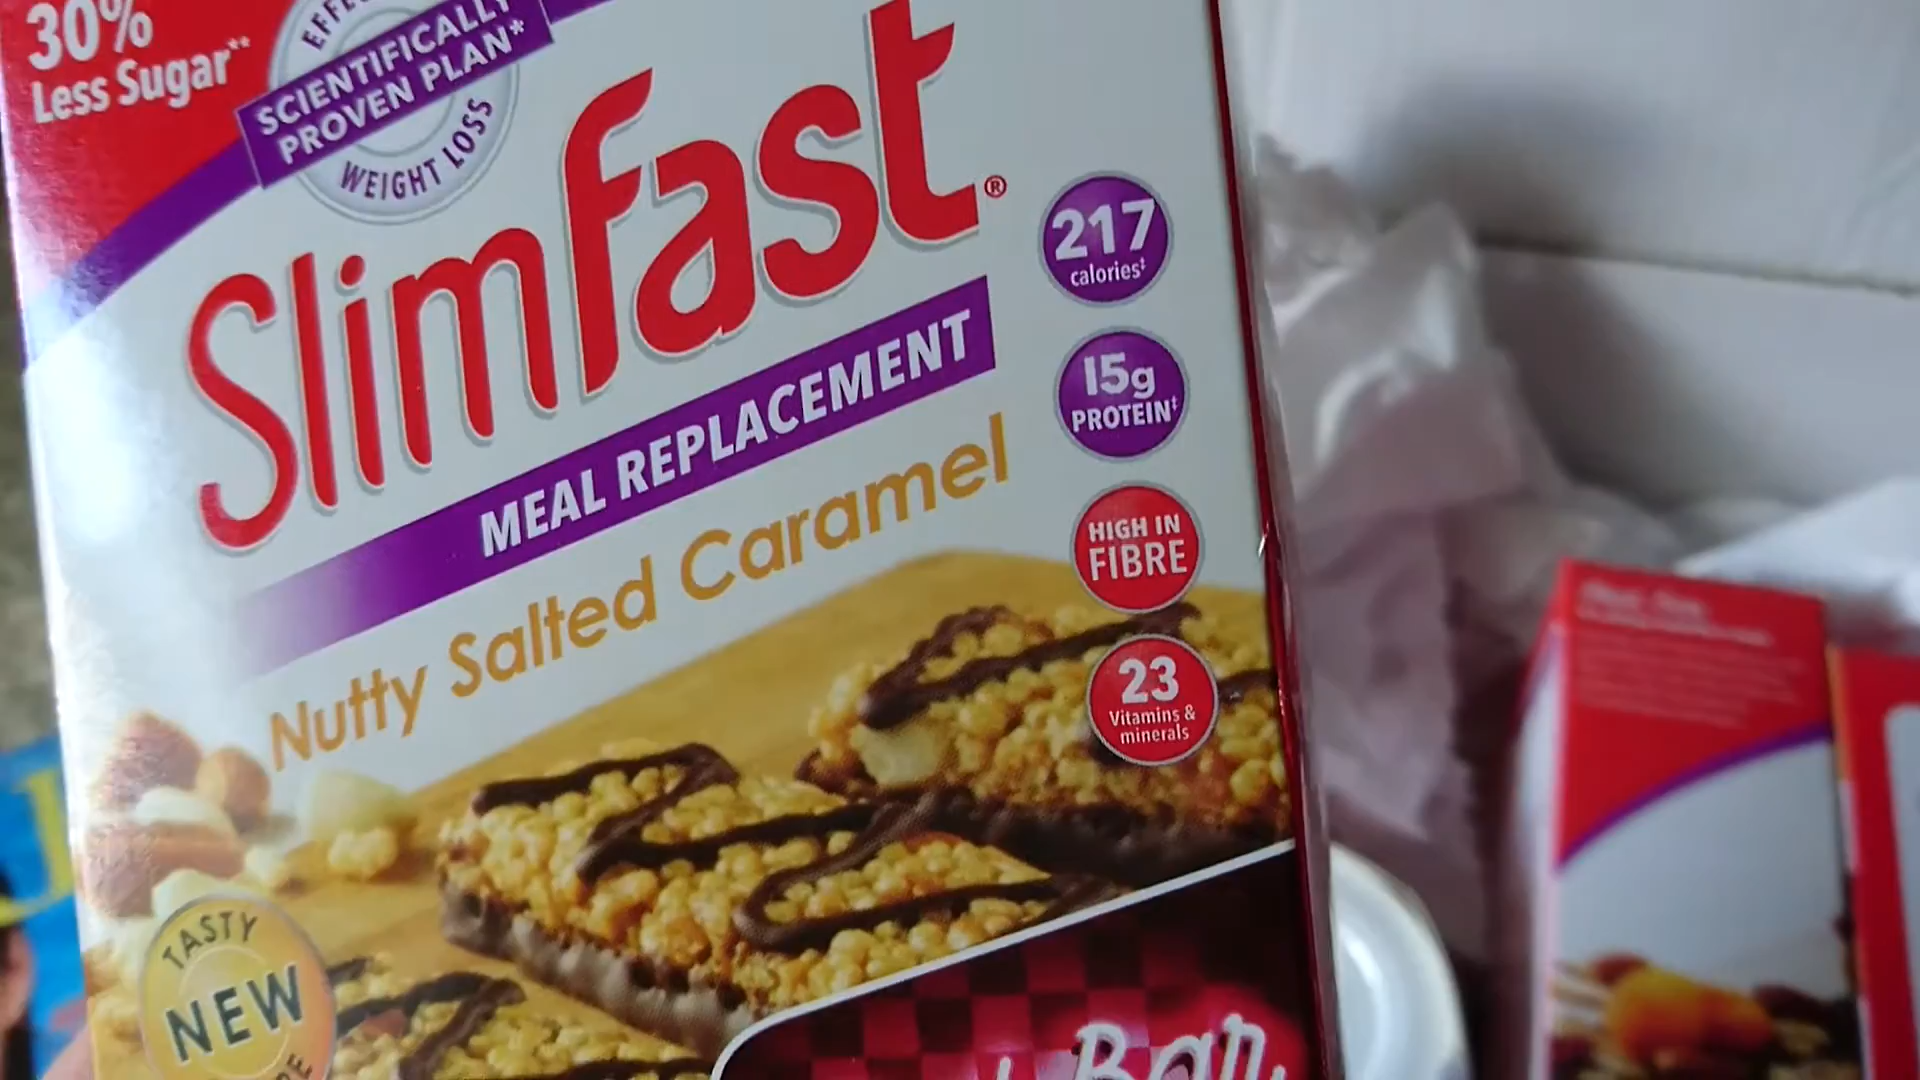 30%
Less Sugar**
SCIENTIFICALLY
PROVEN PLAN*
WEIGHT LOSS
SlimFast®
MEAL REPLACEMENT
Nutty Salted Caramel
217
calories‡
15g
PROTEIN‡
HIGH IN
FIBRE
23
Vitamins &
minerals
TASTY
NEW
Bar